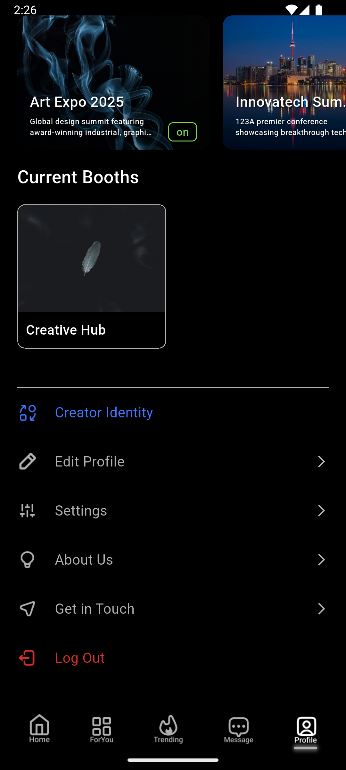 2:26
Art Expo 2025
Global design summit featuring
award-winning industrial, graphi...
on
Innovatech Sum.
123A premier conference
showcasing breakthrough tech
Current Booths
Creative Hub
Creator Identity
Edit Profile
Settings
About Us
Get in Touch
Log Out
Home
ForYou
Trending
Message
Profile